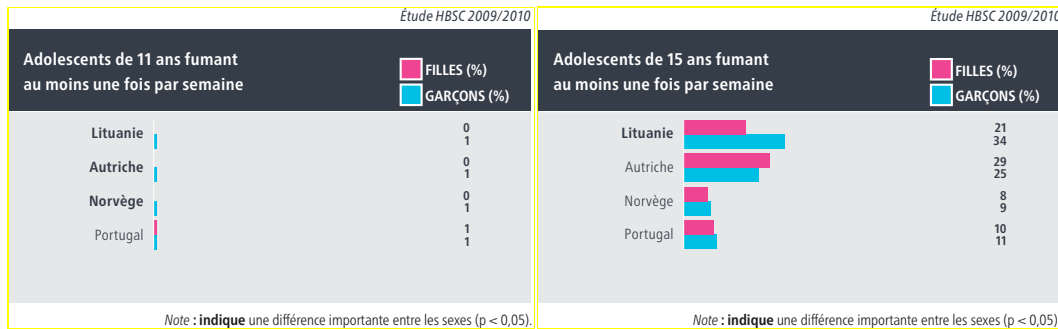 Étude HBSC 2009/2010
Adolescents de 11 ans fumant
au moins une fois par semaine
FILLES (%)
GARÇONS (%)
Lituanie
0
1
Autriche
0
1
Norvège
0
1
Portugal
1
1
Note : indique une différence importante entre les sexes (p < 0,05).
Étude HBSC 2009/2010
Adolescents de 15 ans fumant
au moins une fois par semaine
FILLES (%)
GARÇONS (%)
Lituanie
21
34
Autriche
29
25
Norvège
8
9
Portugal
10
11
Note : indique une différence importante entre les sexes (p < 0,05)